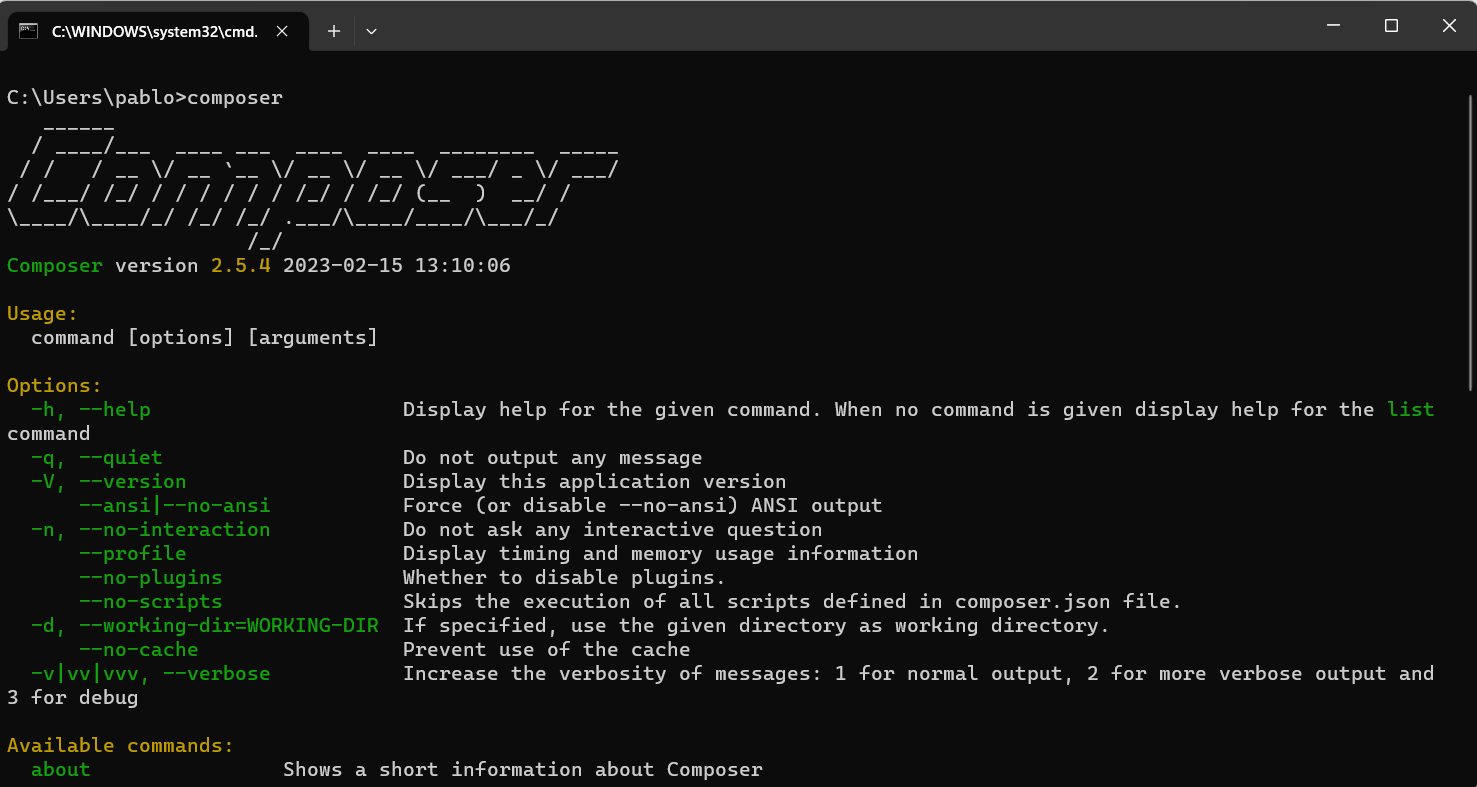 C:\WINDOWS\system32\cmd.
C:\Users\pablo>composer
   ______
  / ____/___  ____ ___  ____  ____  ________  _____
 / /   / __ \/ __ `__ \/ __ \/ __ \/ ___/ _ \/ ___/
/ /___/ /_/ / / / / / / /_/ / /_/ (__  )  __/ /
\____/\____/_/ /_/ /_/ .___/\____/____/\___/_/
                    /_/
Composer version 2.5.4 2023-02-15 13:10:06
Usage:
  command [options] [arguments]
Options:
  -h, --help                     Display help for the given command. When no command is given display help for the list
command
  -q, --quiet                    Do not output any message
  -V, --version                  Display this application version
      --ansi|--no-ansi           Force (or disable --no-ansi) ANSI output
  -n, --no-interaction           Do not ask any interactive question
      --profile                  Display timing and memory usage information
      --no-plugins               Whether to disable plugins.
      --no-scripts               Skips the execution of all scripts defined in composer.json file.
  -d, --working-dir=WORKING-DIR  If specified, use the given directory as working directory.
      --no-cache                 Prevent use of the cache
  -v|vv|vvv, --verbose           Increase the verbosity of messages: 1 for normal output, 2 for more verbose output and
3 for debug
Available commands:
  about                Shows a short information about Composer